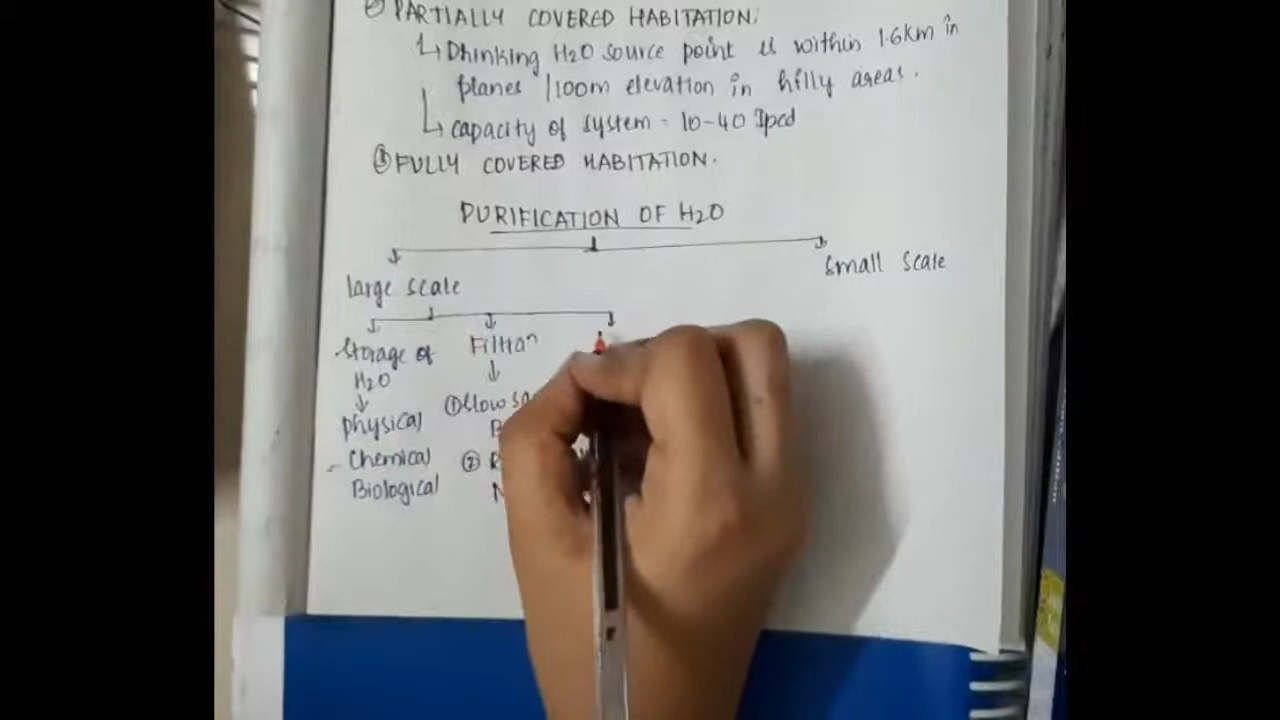 ② PARTIALLY COVERED HABITATION:
↳ Drinking H2O source point is within 1.6Km in
planes /100m elevation in hilly areas.
↳ capacity of system = 10-40 lpcd
③ FULLY COVERED HABITATION.
PURIFICATION OF H2O
large scale
small scale
Storage of
H2O
Physical
Chemical
Biological
Filtraⁿ
① Slow
②